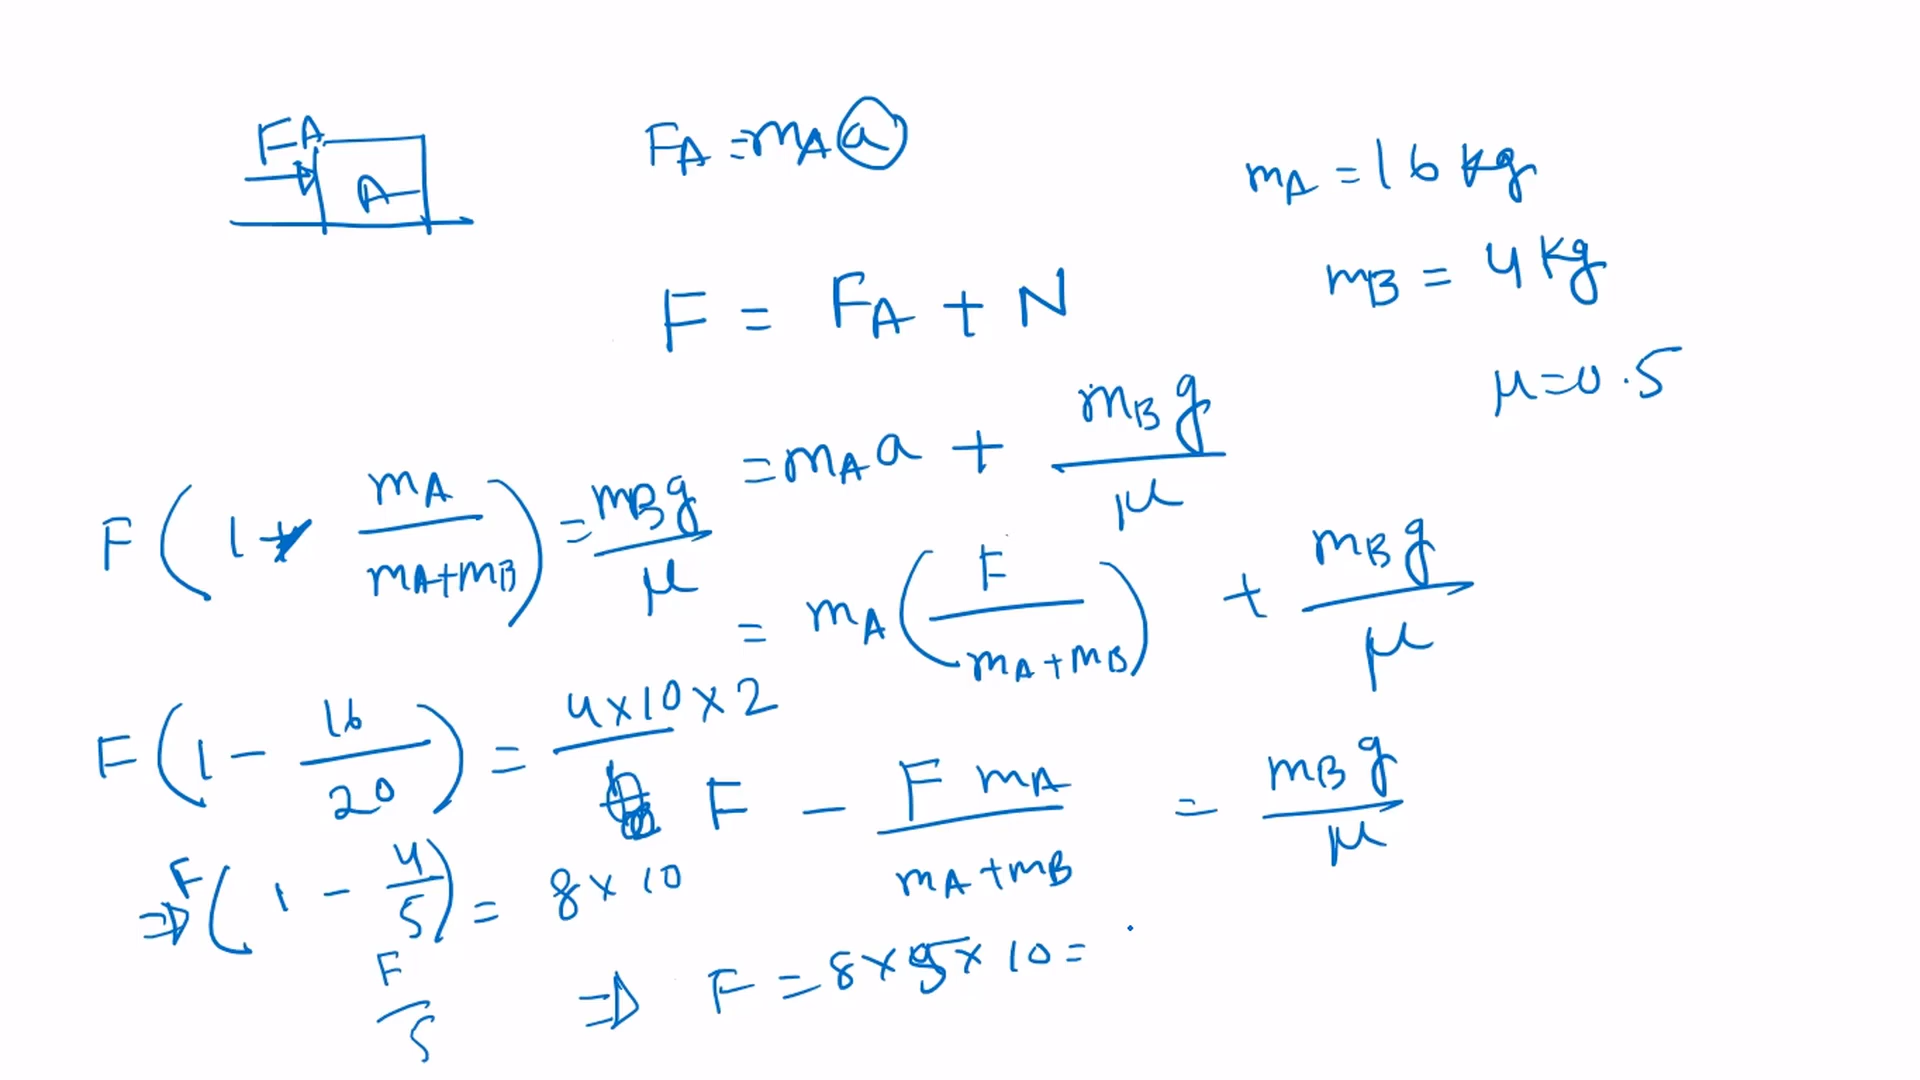 FA
A
FA = mA a
mA = 16 kg
mB = 4 kg
μ = 0.5
F = FA + N
= mA a + mB g / μ
= mA ( F / mA + mB ) + mB g / μ
F - F mA / mA + mB = mB g / μ
F ( 1 - mA / mA + mB ) = mB g / μ
F ( 1 - 16 / 20 ) = 4 × 10 × 2
⇒ F ( 1 - 4 / 5 ) = 8 × 10
F / 5
⇒ F = 8 × 5 × 10 =